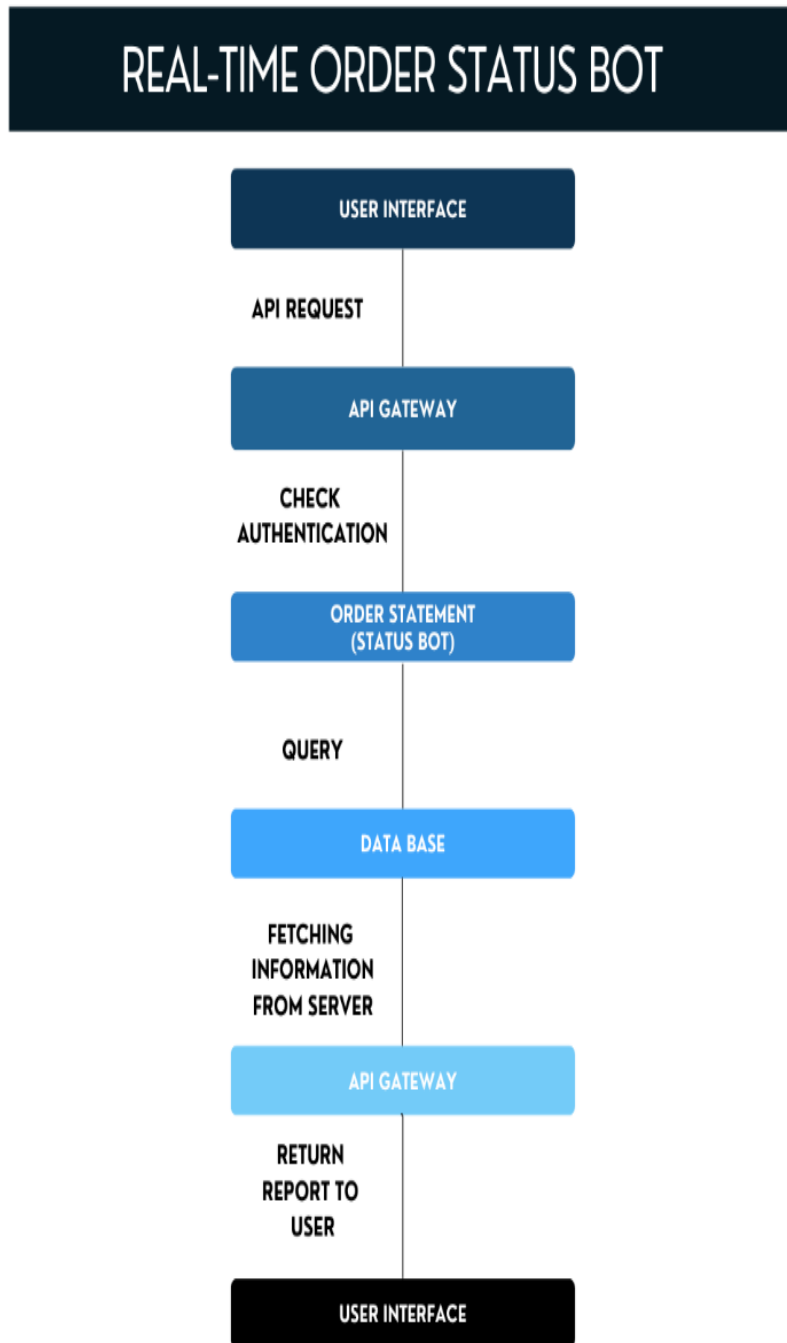 REAL-TIME ORDER STATUS BOT
USER INTERFACE
API REQUEST
API GATEWAY
CHECK
AUTHENTICATION
ORDER STATEMENT
(STATUS BOT)
QUERY
DATA BASE
FETCHING
INFORMATION
FROM SERVER
API GATEWAY
RETURN
REPORT TO
USER
USER INTERFACE